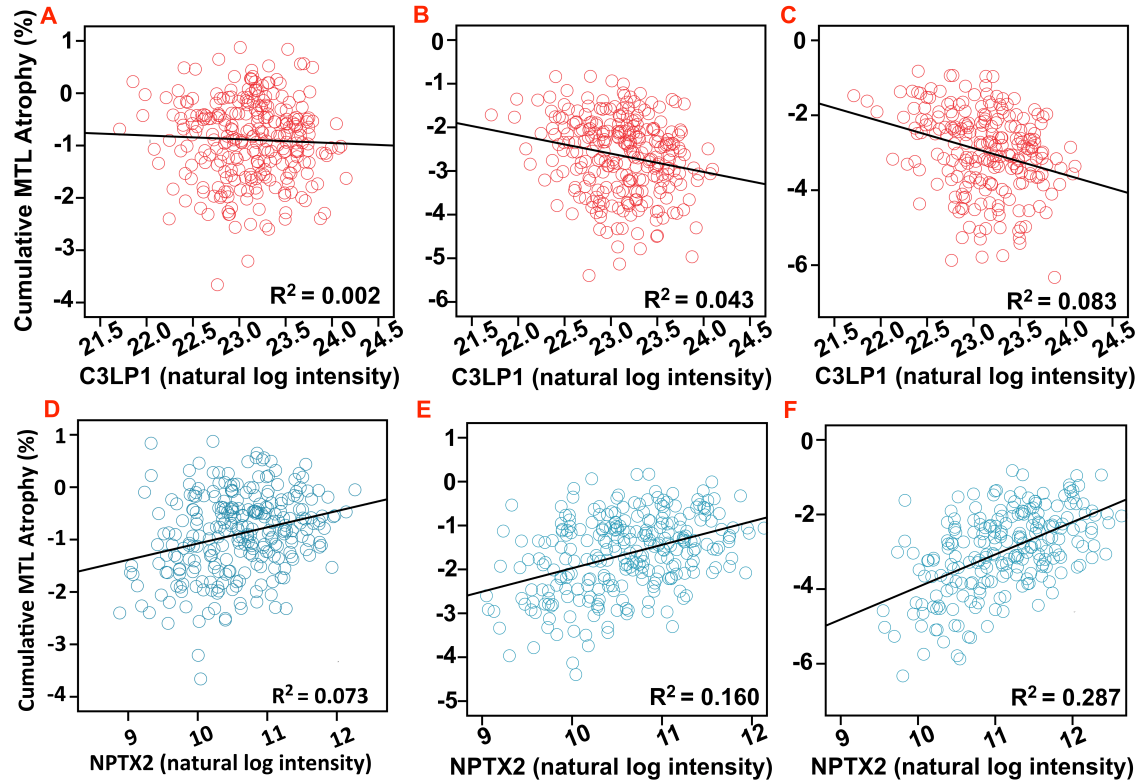 A
Cumulative MTL Atrophy (%)
1
0
-1
-2
-3
-4
R² = 0.002
21.5 22.0 22.5 23.0 23.5 24.0 24.5
C3LP1 (natural log intensity)
B
0
-1
-2
-3
-4
-5
-6
R² = 0.043
21.5 22.0 22.5 23.0 23.5 24.0 24.5
C3LP1 (natural log intensity)
C
0
-2
-4
-6
R² = 0.083
21.5 22.0 22.5 23.0 23.5 24.0 24.5
C3LP1 (natural log intensity)
D
Cumulative MTL Atrophy (%)
1
0
-1
-2
-3
-4
R² = 0.073
9 10 11 12
NPTX2 (natural log intensity)
E
1
0
-1
-2
-3
-4
-5
R² = 0.160
9 10 11 12
NPTX2 (natural log intensity)
F
0
-2
-4
-6
R² = 0.287
9 10 11 12
NPTX2 (natural log intensity)